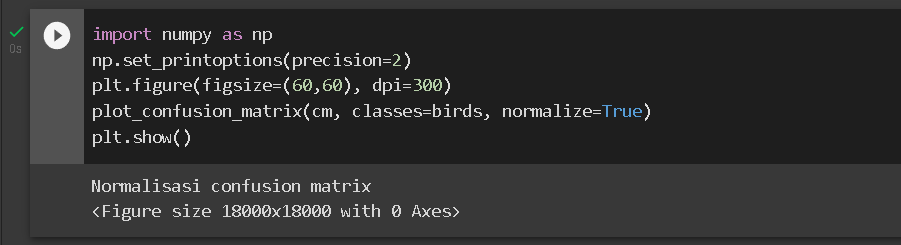 import numpy as np
0s
np.set_printoptions(precision=2)
plt.figure(figsize=(60,60), dpi=300)
plot_confusion_matrix(cm, classes=birds, normalize=True)
plt.show()
Normalisasi confusion matrix
<Figure size 18000x18000 with 0 Axes>